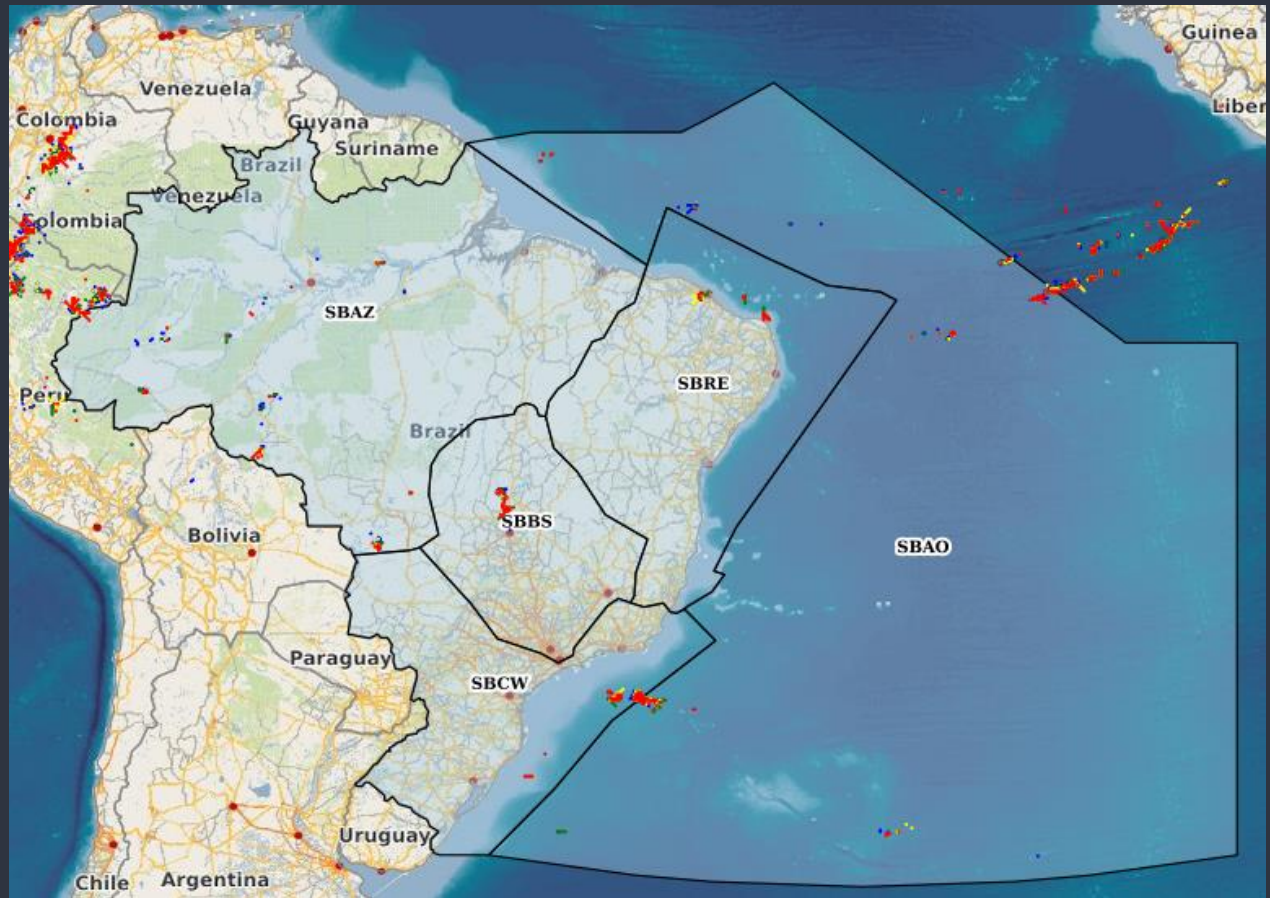 Guinea
Venezuela
Liber
Colombia
Guyana
Suriname
Brazil
Venezuela
Colombia
SBAZ
SBRE
Peru
Brazil
SBBS
Bolivia
SBAO
Paraguay
SBCW
Uruguay
Chile
Argentina